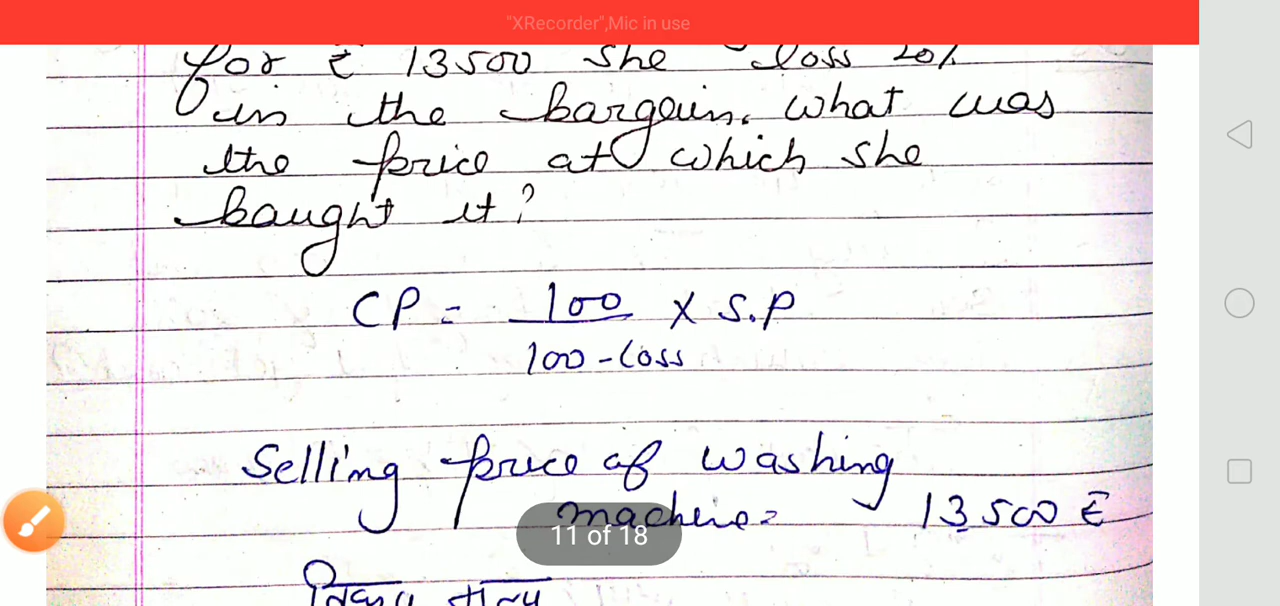 "XRecorder",Mic in use
for ₹ 13500 she loss 20%
in the bargain. What was
the price at which she
baught it?
CP = 100 / 100 - Loss × S.P
Selling price of washing
machine = 13500 ₹
11 of 18